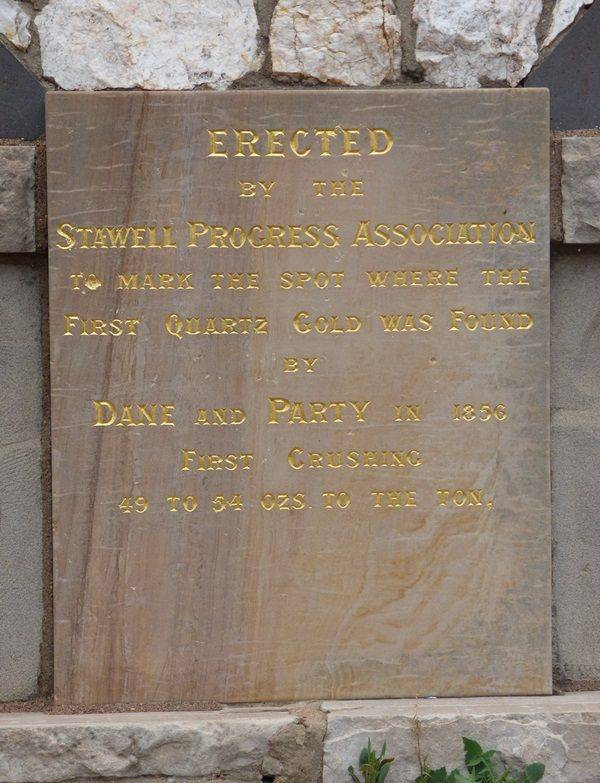 ERECTED
BY THE
STAWELL PROGRESS ASSOCIATION
TO MARK THE SPOT WHERE THE
FIRST QUARTZ GOLD WAS FOUND
BY
DANE AND PARTY IN 1856
FIRST CRUSHING
49 TO 54 OZS. TO THE TON.